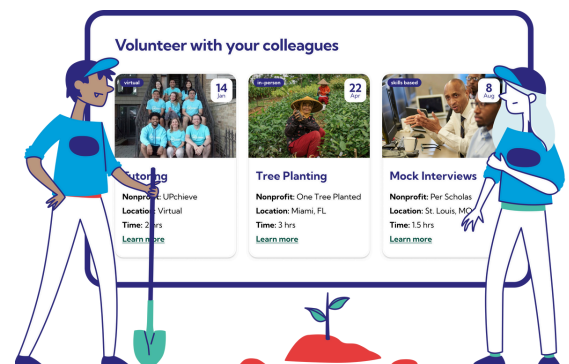 Volunteer with your colleagues
virtual
14
Jan
in-person
22
Apr
skills based
8
Aug
Tutoring
Nonprofit: UPchieve
Location: Virtual
Time: 2 hrs
Learn more
Tree Planting
Nonprofit: One Tree Planted
Location: Miami, FL
Time: 3 hrs
Learn more
Mock Interviews
Nonprofit: Per Scholas
Location: St. Louis, MO
Time: 1.5 hrs
Learn more